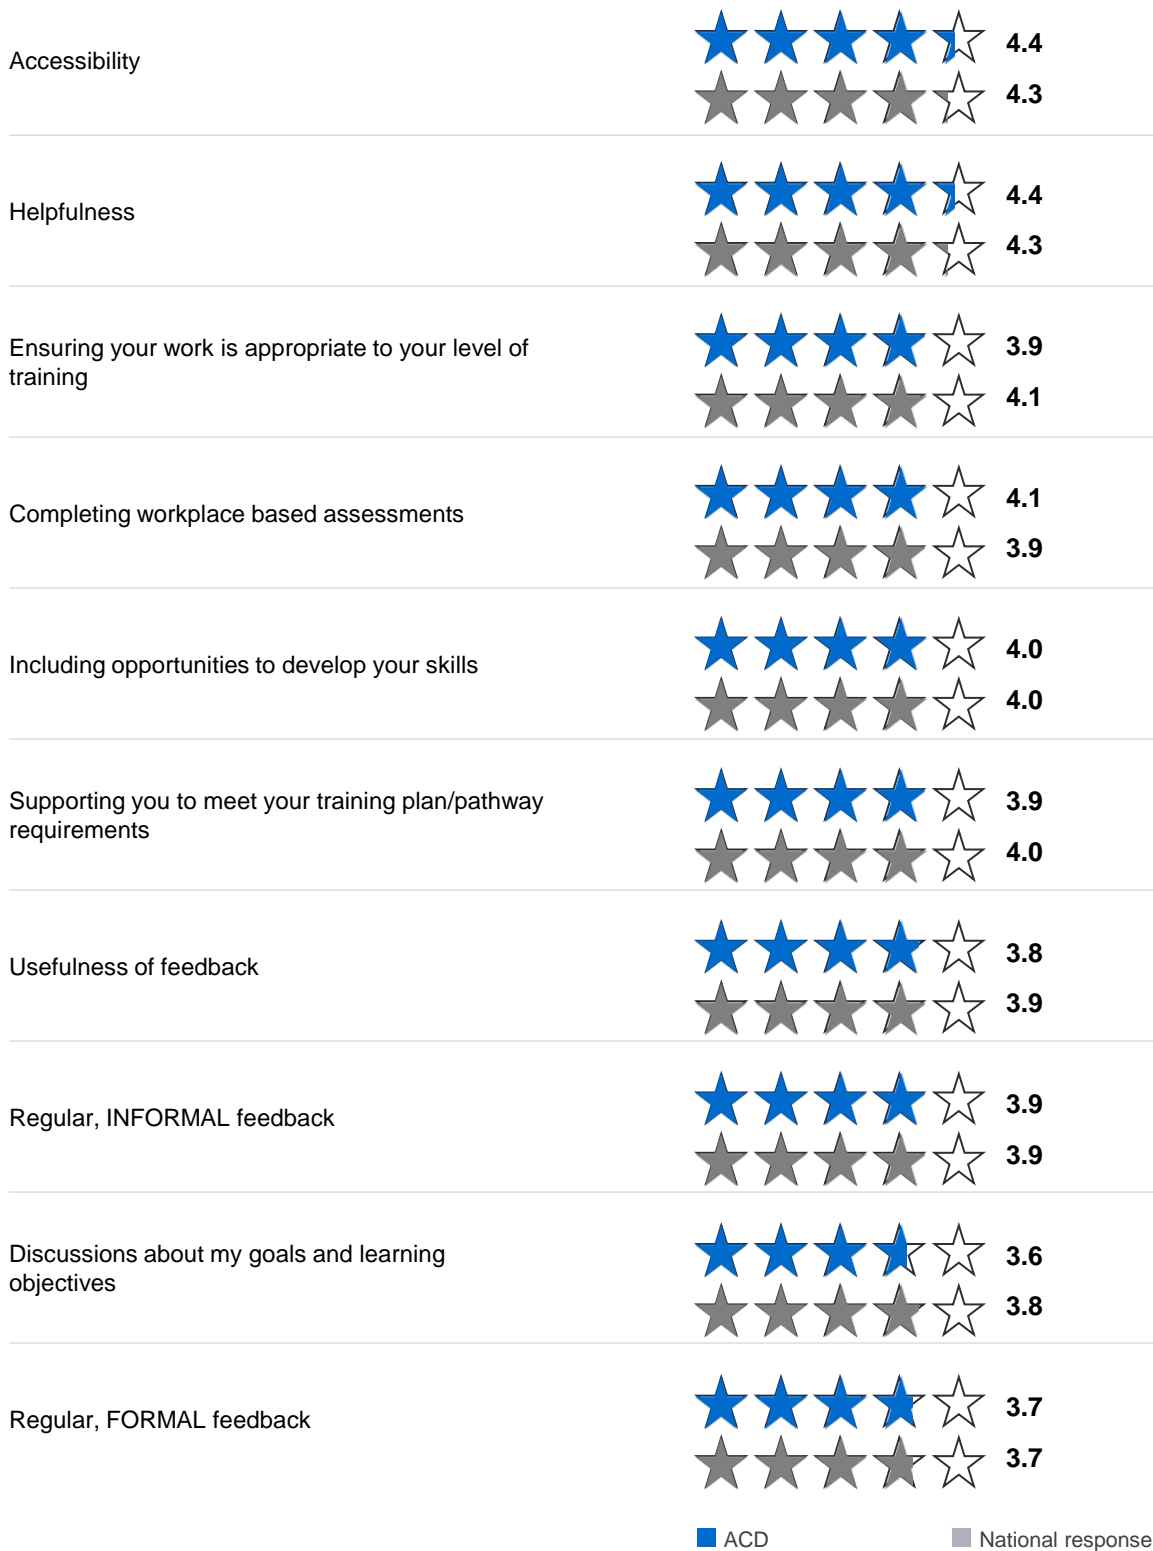 Accessibility
4.4
4.3
Helpfulness
4.4
4.3
Ensuring your work is appropriate to your level of
training
3.9
4.1
Completing workplace based assessments
4.1
3.9
Including opportunities to develop your skills
4.0
4.0
Supporting you to meet your training plan/pathway
requirements
3.9
4.0
Usefulness of feedback
3.8
3.9
Regular, INFORMAL feedback
3.9
3.9
Discussions about my goals and learning
objectives
3.6
3.8
Regular, FORMAL feedback
3.7
3.7
ACD National response